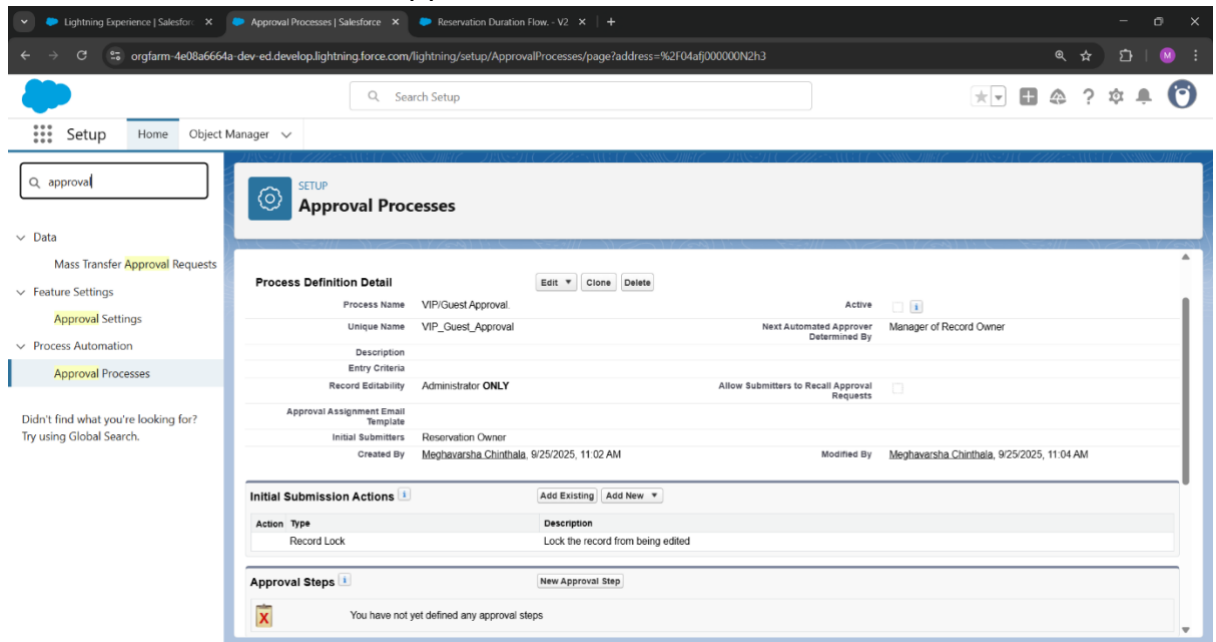 Lightning Experience | Salesforc
Approval Processes | Salesforce
Reservation Duration Flow. - V2
orgfarm-4e08a6664a-dev-ed.develop.lightning.force.com/lightning/setup/ApprovalProcesses/page?address=%2F04afj000000N2h3
M
Search Setup
Setup
Home
Object Manager
approval
Data
Mass Transfer Approval Requests
Feature Settings
Approval Settings
Process Automation
Approval Processes
Didn't find what you're looking for?
Try using Global Search.
SETUP
Approval Processes
Process Definition Detail
Edit
Clone
Delete
Process Name VIP/Guest Approval. Active
Unique Name VIP_Guest_Approval Next Automated Approver Determined By Manager of Record Owner
Description
Entry Criteria
Record Editability Administrator ONLY Allow Submitters to Recall Approval Requests
Approval Assignment Email Template
Initial Submitters Reservation Owner
Created By Meghavarsha Chinthala, 9/25/2025, 11:02 AM Modified By Meghavarsha Chinthala, 9/25/2025, 11:04 AM
Initial Submission Actions
Add Existing
Add New
Action Type Description
Record Lock Lock the record from being edited
Approval Steps
New Approval Step
You have not yet defined any approval steps